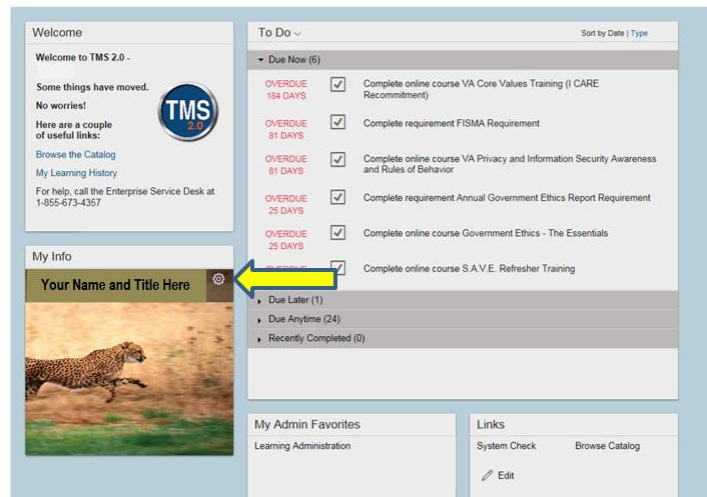 Welcome
Welcome to TMS 2.0 -
Some things have moved.
No worries!
Here are a couple
of useful links:
TMS
2.0
Browse the Catalog
My Learning History
For help, call the Enterprise Service Desk at
1-855-673-4357
My Info
Your Name and Title Here
To Do
Sort by Date | Type
Due Now (6)
OVERDUE
184 DAYS
Complete online course VA Core Values Training (I CARE
Recommitment)
OVERDUE
81 DAYS
Complete requirement FISMA Requirement
OVERDUE
81 DAYS
Complete online course VA Privacy and Information Security Awareness
and Rules of Behavior
OVERDUE
25 DAYS
Complete requirement Annual Government Ethics Report Requirement
OVERDUE
25 DAYS
Complete online course Government Ethics - The Essentials
Complete online course S.A.V.E. Refresher Training
Due Later (1)
Due Anytime (24)
Recently Completed (0)
My Admin Favorites
Learning Administration
Links
System Check
Browse Catalog
Edit